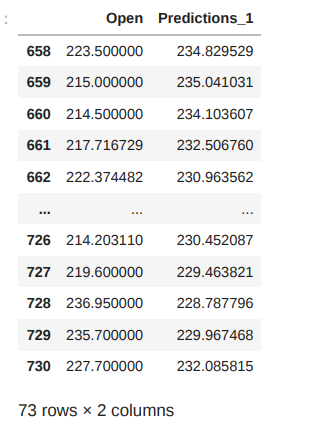 :
Open Predictions_1
658 223.500000 234.829529
659 215.000000 235.041031
660 214.500000 234.103607
661 217.716729 232.506760
662 222.374482 230.963562
... ... ...
726 214.203110 230.452087
727 219.600000 229.463821
728 236.950000 228.787796
729 235.700000 229.967468
730 227.700000 232.085815
73 rows × 2 columns